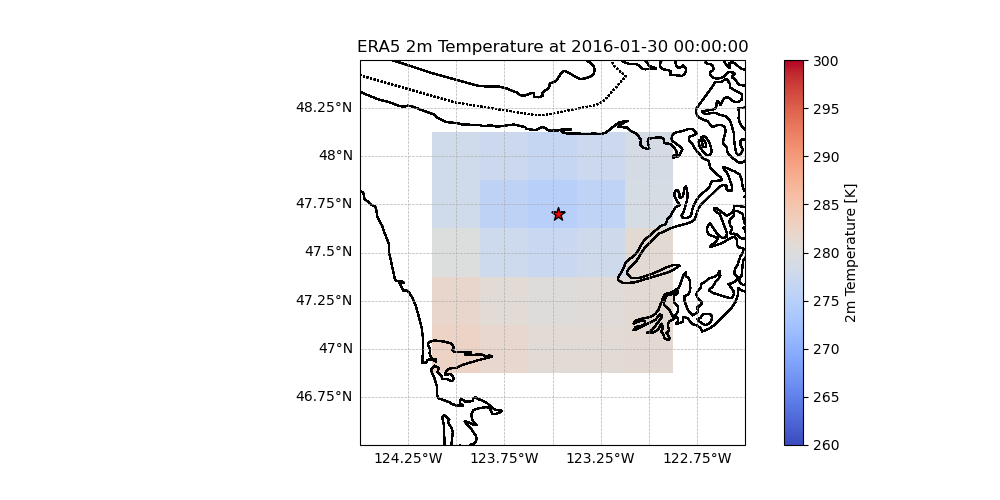 ERA5 2m Temperature at 2016-01-30 00:00:00
48.25°N
48°N
47.75°N
47.5°N
47.25°N
47°N
46.75°N
124.25°W 123.75°W 123.25°W 122.75°W
300
295
290
285
280
275
270
265
260
2m Temperature [K]